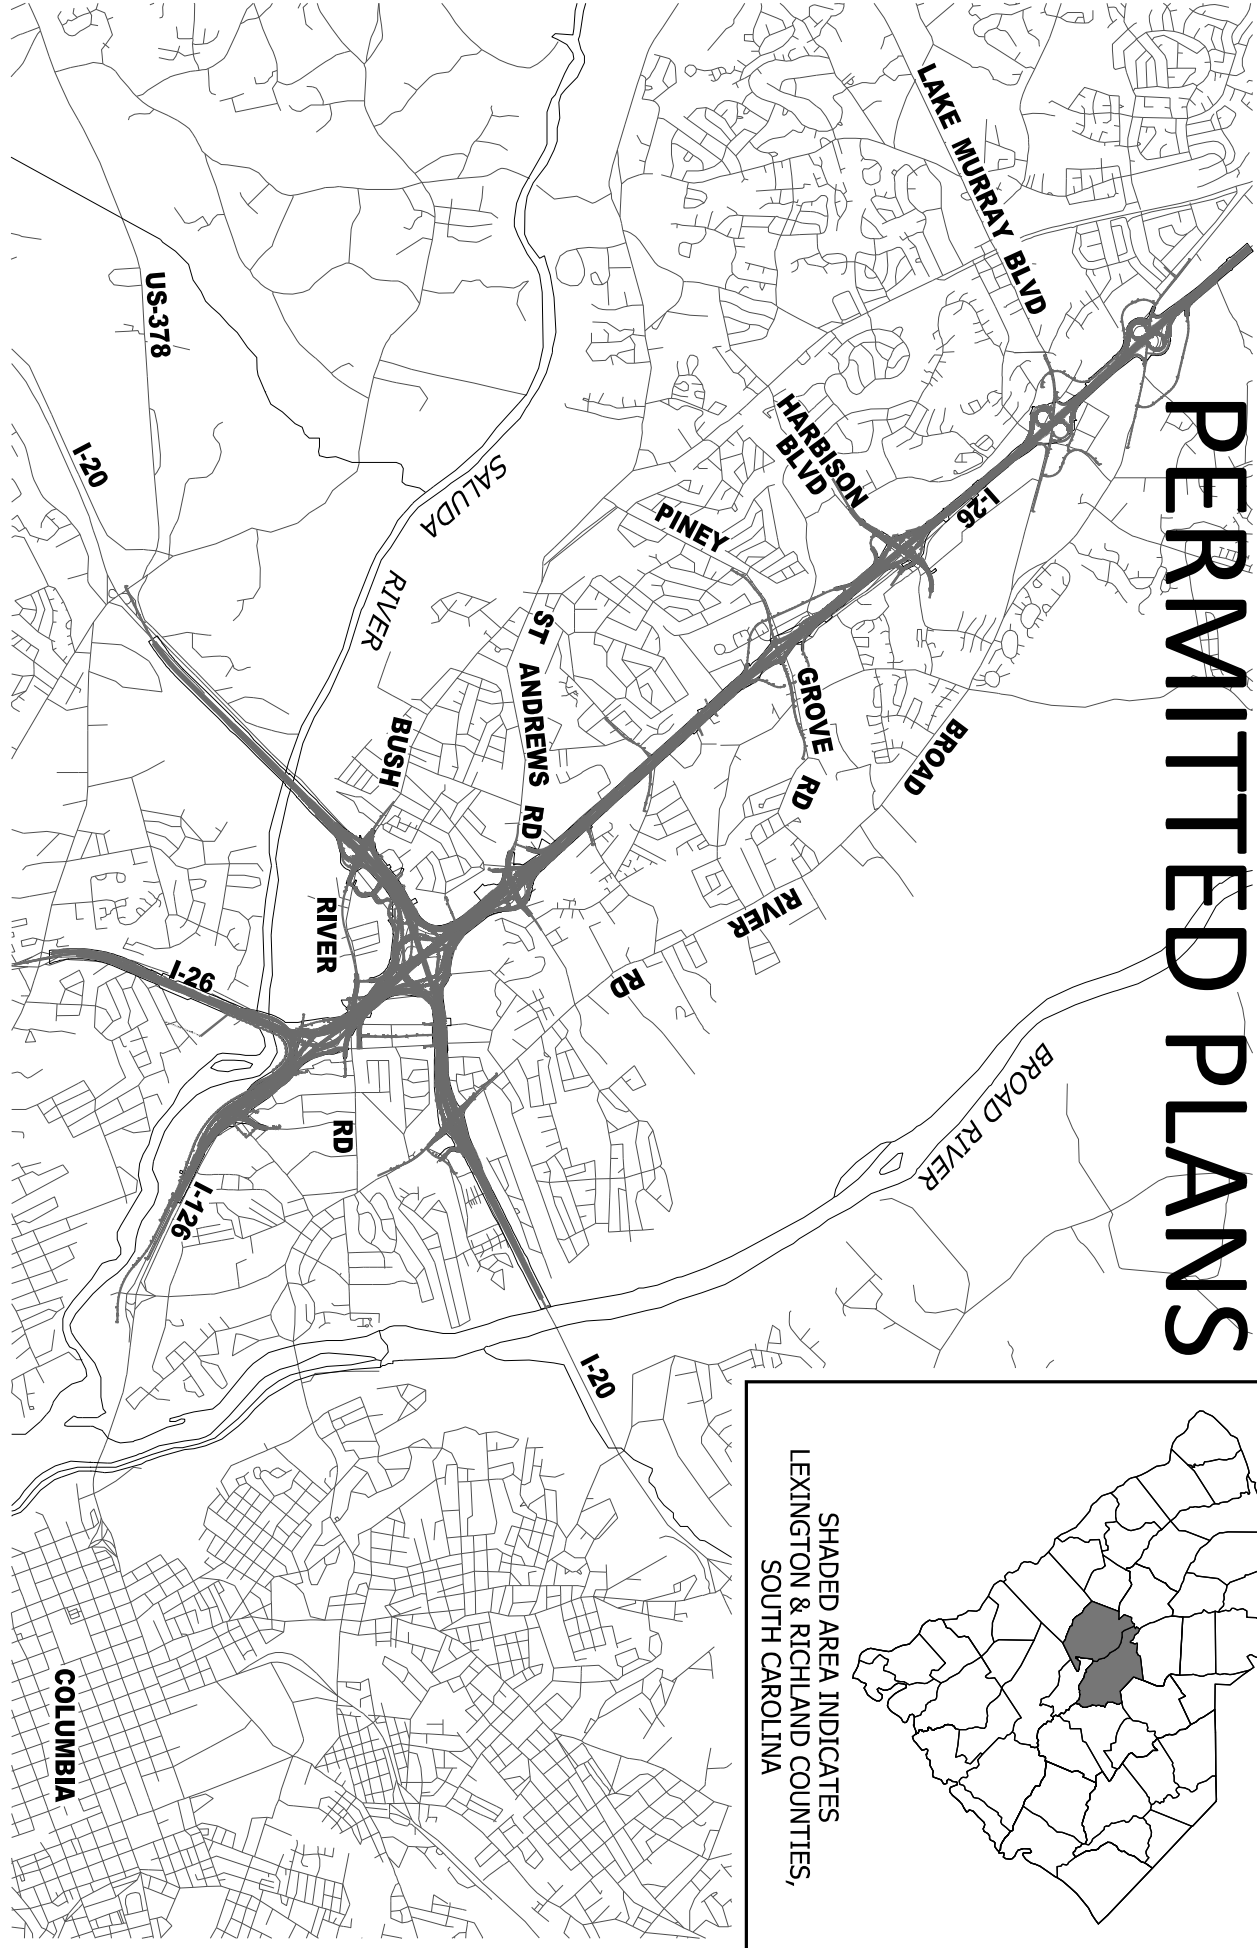 PERMITTED PLANS
LAKE MURRAY BLVD
US-378
I-20
SALUDA
RIVER
HARBISON
BLVD
I-26
PINEY
GROVE
RD
ST ANDREWS RD
BUSH
RIVER
RD
BROAD
RIVER
RD
I-26
I-126
BROAD RIVER
I-20
COLUMBIA
SHADED AREA INDICATES
LEXINGTON & RICHLAND COUNTIES,
SOUTH CAROLINA